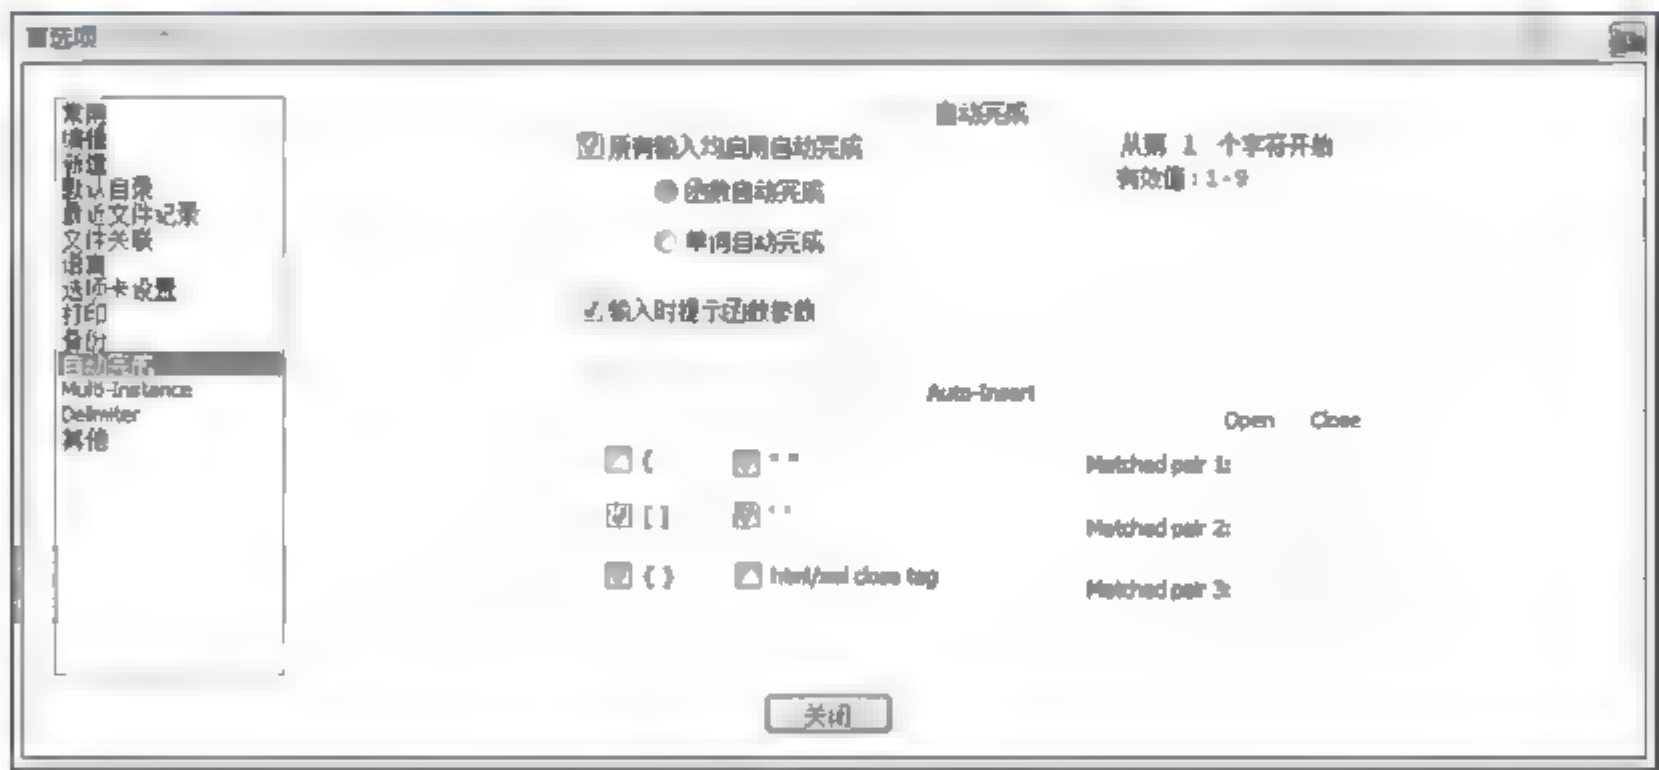 首选项
常用
编辑
新建
默认目录
最近文件记录
文件关联
语言
选项卡设置
打印
备份
自动完成
Multi-Instance
Delimiter
其他
自动完成
所有输入均启用自动完成
从第 1 个字符开始
有效值：1-9
函数自动完成
单词自动完成
输入时提示函数参数
Auto-Insert
Open Close
( " " Matched pair 1:
[ ] ' ' Matched pair 2:
{ } html/xml close tag Matched pair 3:
关闭